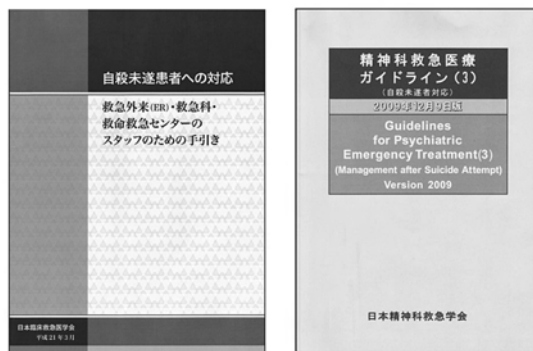 自殺未遂患者への対応
救急外来(ER)・救急科・
救命救急センターの
スタッフのための手引き
日本臨床救急医学会
平成21年3月
精神科救急医療
ガイドライン(3)
(自殺未遂者対応)
2009年12月9日版
Guidelines
for Psychiatric
Emergency Treatment(3)
(Management after Suicide Attempt)
Version 2009
日本精神科救急学会